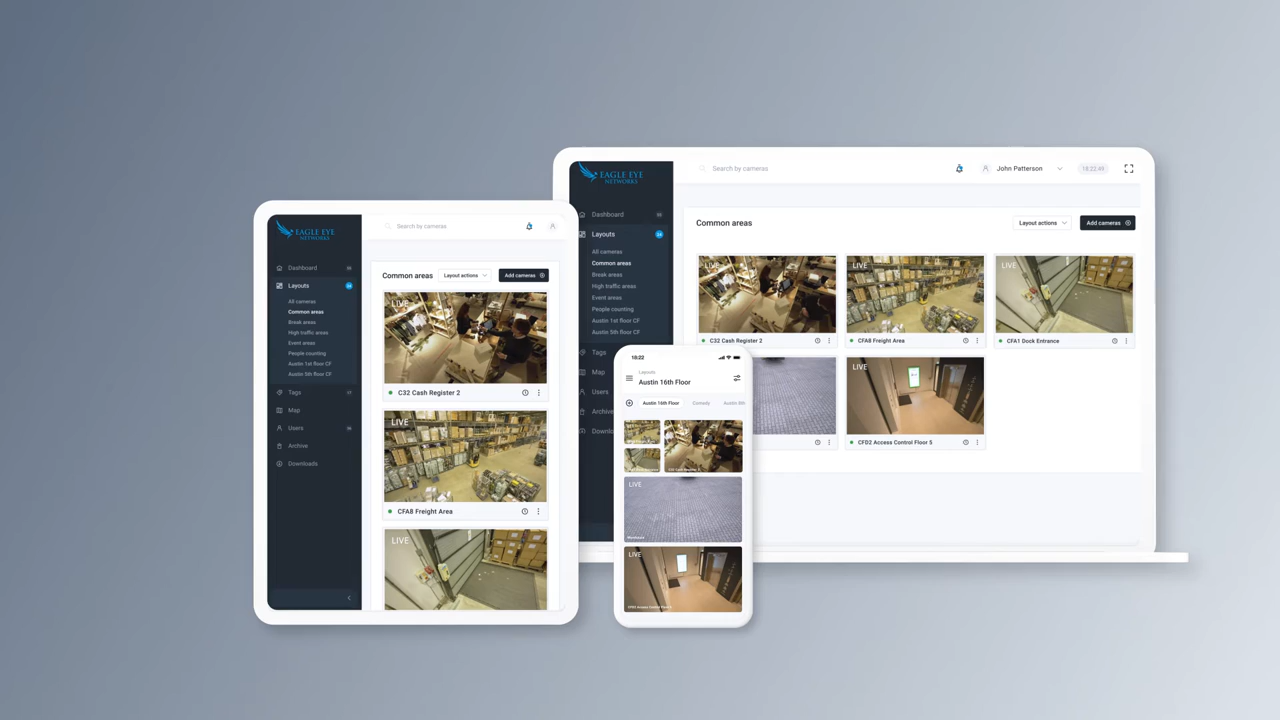 EAGLE EYE
NETWORKS
Search by cameras
Dashboard
Layouts
All cameras
Common areas
Break areas
High traffic areas
Event areas
People counting
Austin 1st floor CF
Austin 5th floor CF
Tags
Map
Users
Archive
Downloads
Common areas
Layout actions
Add cameras
LIVE
C32 Cash Register 2
LIVE
CFA8 Freight Area
LIVE
EAGLE EYE
NETWORKS
Search by cameras
John Patterson
18:22:49
Dashboard
Layouts
All cameras
Common areas
Break areas
High traffic areas
Event areas
People counting
Austin 1st floor CF
Austin 5th floor CF
Tags
Map
Users
Archive
Downlo
Common areas
Layout actions
Add cameras
LIVE
C32 Cash Register 2
LIVE
CFA8 Freight Area
LIVE
CFA1 Dock Entrance
LIVE
CFD2 Access Control Floor 5
18:22
Layouts
Austin 16th Floor
Austin 16th Floor
Comedy
Austin 8th
LIVE
LIVE